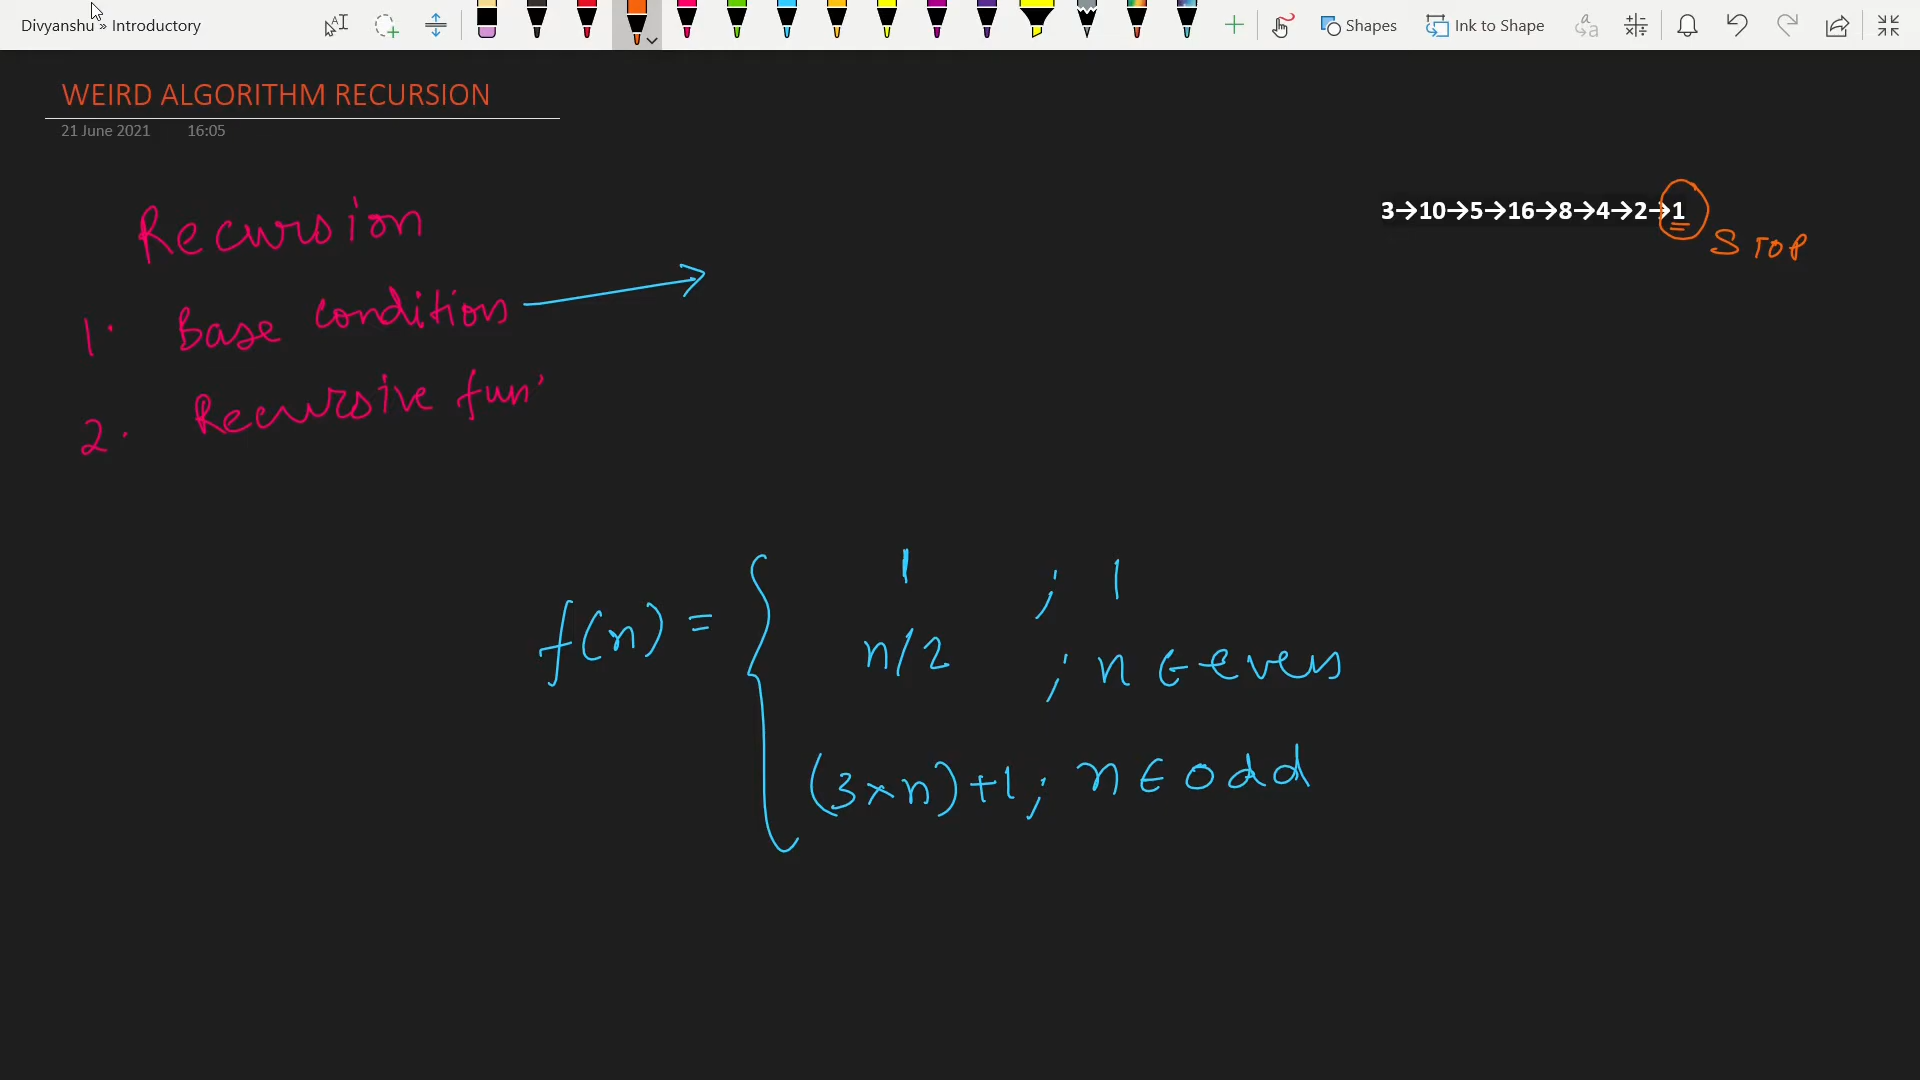 Divyanshu » Introductory
Shapes
Ink to Shape
WEIRD ALGORITHM RECURSION
21 June 2021 16:05
3→10→5→16→8→4→2→1
STOP
Recursion
1. Base condition
2. Recursive fun'
f(n) = {
1 ; 1
n/2 ; n ∈ even
(3×n)+1; n ∈ odd